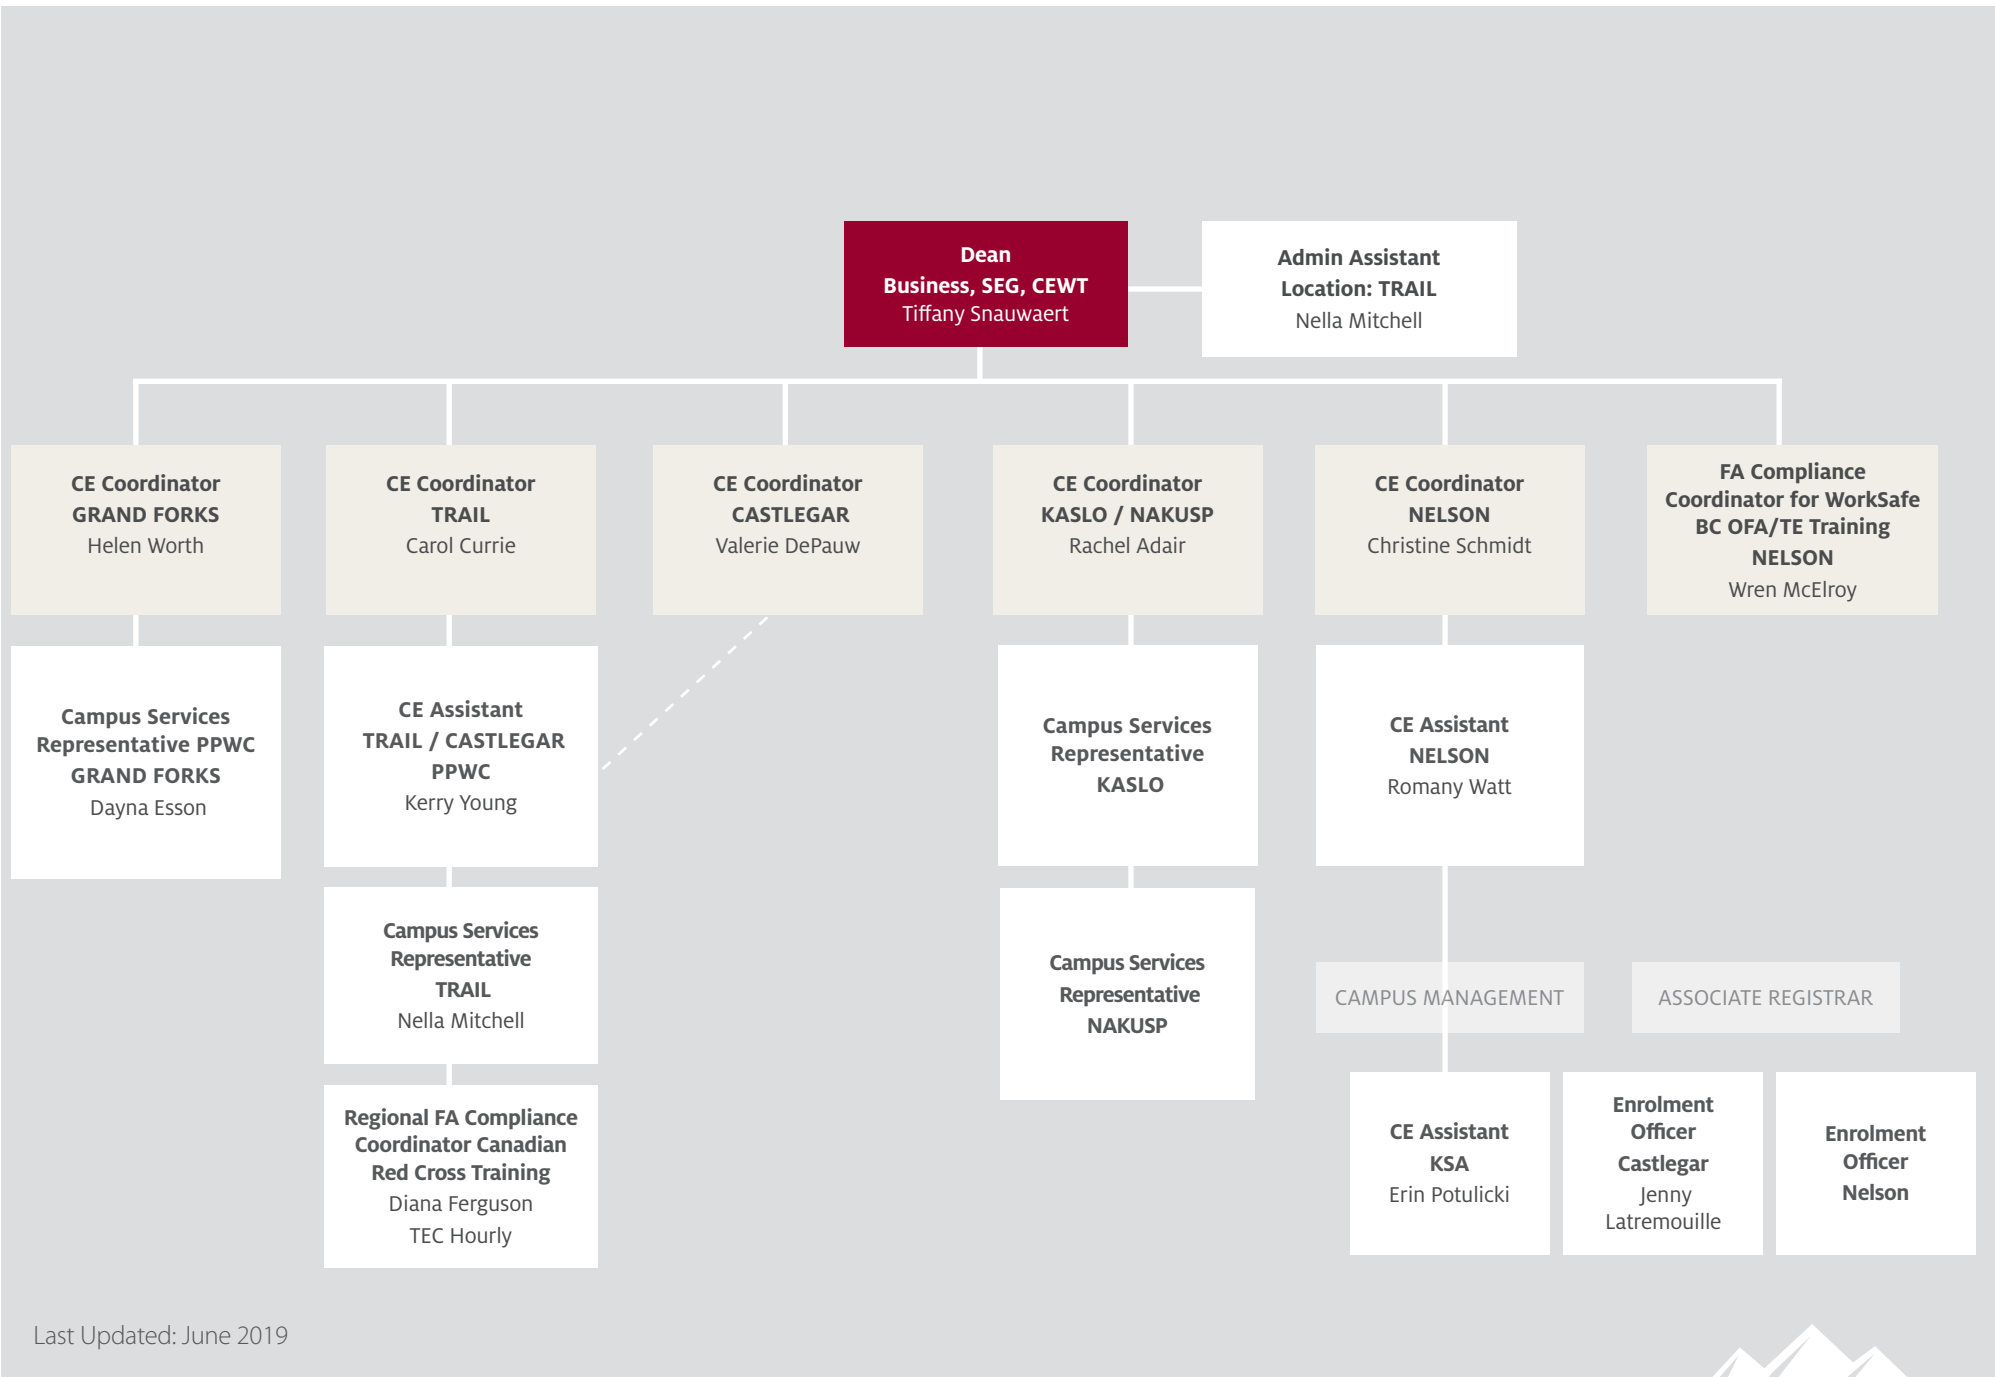 Dean
Business, SEG, CEWT
Tiffany Snauwaert
Admin Assistant
Location: TRAIL
Nella Mitchell
CE Coordinator
GRAND FORKS
Helen Worth
CE Coordinator
TRAIL
Carol Currie
CE Coordinator
CASTLEGAR
Valerie DePauw
CE Coordinator
KASLO / NAKUSP
Rachel Adair
CE Coordinator
NELSON
Christine Schmidt
FA Compliance
Coordinator for WorkSafe
BC OFA/TE Training
NELSON
Wren McElroy
Campus Services
Representative PPWC
GRAND FORKS
Dayna Esson
CE Assistant
TRAIL / CASTLEGAR
PPWC
Kerry Young
Campus Services
Representative
KASLO
CE Assistant
NELSON
Romany Watt
Campus Services
Representative
TRAIL
Nella Mitchell
Campus Services
Representative
NAKUSP
CAMPUS MANAGEMENT
ASSOCIATE REGISTRAR
Regional FA Compliance
Coordinator Canadian
Red Cross Training
Diana Ferguson
TEC Hourly
CE Assistant
KSA
Erin Potulicki
Enrolment
Officer
Castlegar
Jenny
Latremouille
Enrolment
Officer
Nelson
Last Updated: June 2019